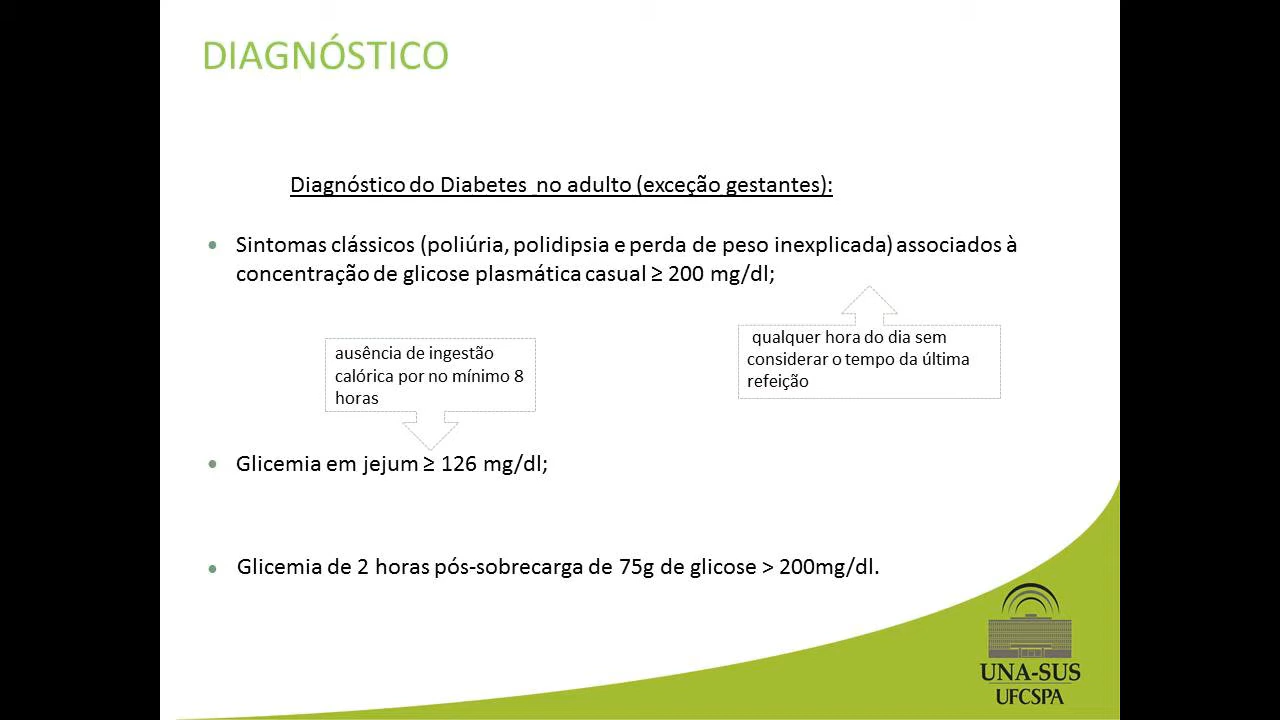 DIAGNÓSTICO
Diagnóstico do Diabetes no adulto (exceção gestantes):
• Sintomas clássicos (poliúria, polidipsia e perda de peso inexplicada) associados à
concentração de glicose plasmática casual ≥ 200 mg/dl;
qualquer hora do dia sem
considerar o tempo da última
refeição
ausência de ingestão
calórica por no mínimo 8
horas
• Glicemia em jejum ≥ 126 mg/dl;
• Glicemia de 2 horas pós-sobrecarga de 75g de glicose > 200mg/dl.
UNA-SUS
UFCSPA